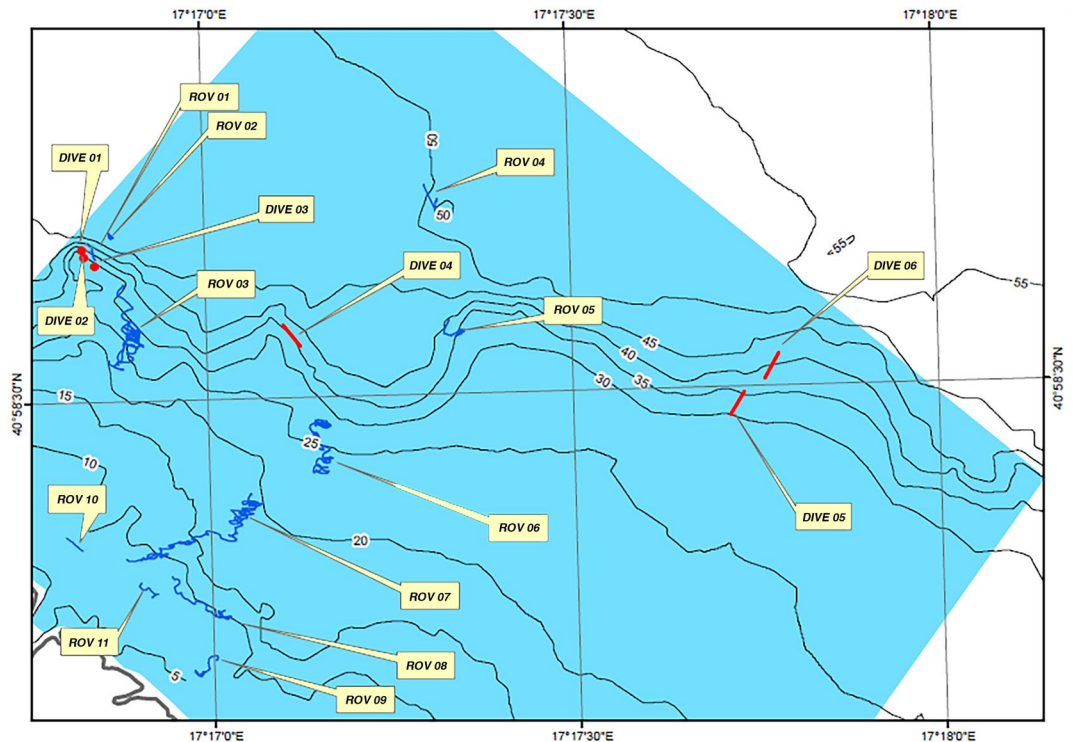 17°17'0"E
17°17'30"E
17°18'0"E
ROV 01
ROV 02
DIVE 01
50
ROV 04
DIVE 03
50
<55
DIVE 04
DIVE 06
ROV 03
55
DIVE 02
ROV 05
45
40
35
30
40°58'30"N
40°58'30"N
15
25
10
ROV 10
ROV 06
DIVE 05
20
ROV 07
ROV 11
ROV 08
5
ROV 09
17°17'0"E
17°17'30"E
17°18'0"E